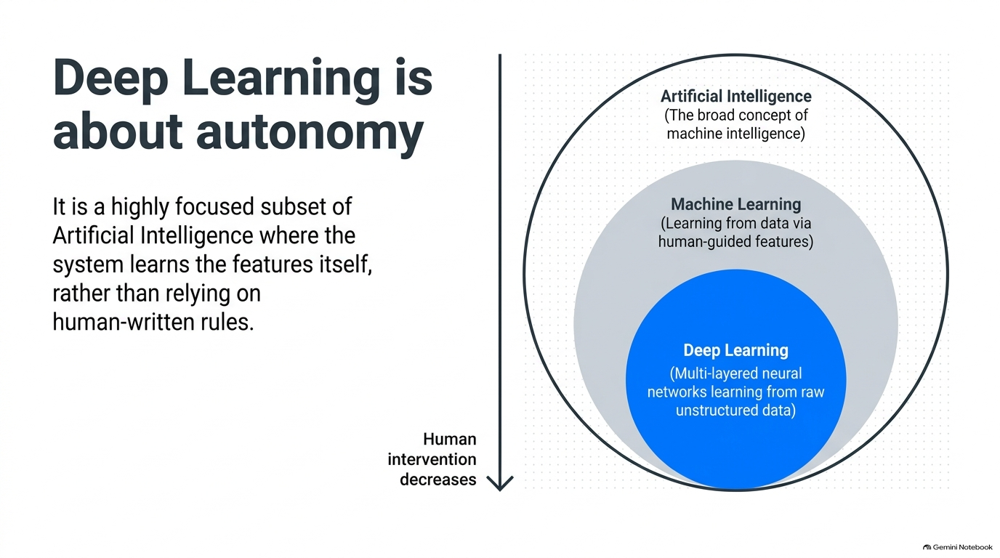 Deep Learning is
about autonomy
It is a highly focused subset of
Artificial Intelligence where the
system learns the features itself,
rather than relying on
human-written rules.
Human
intervention
decreases
Artificial Intelligence
(The broad concept of
machine intelligence)
Machine Learning
(Learning from data via
human-guided features)
Deep Learning
(Multi-layered neural
networks learning from raw
unstructured data)
Gemini Notebook